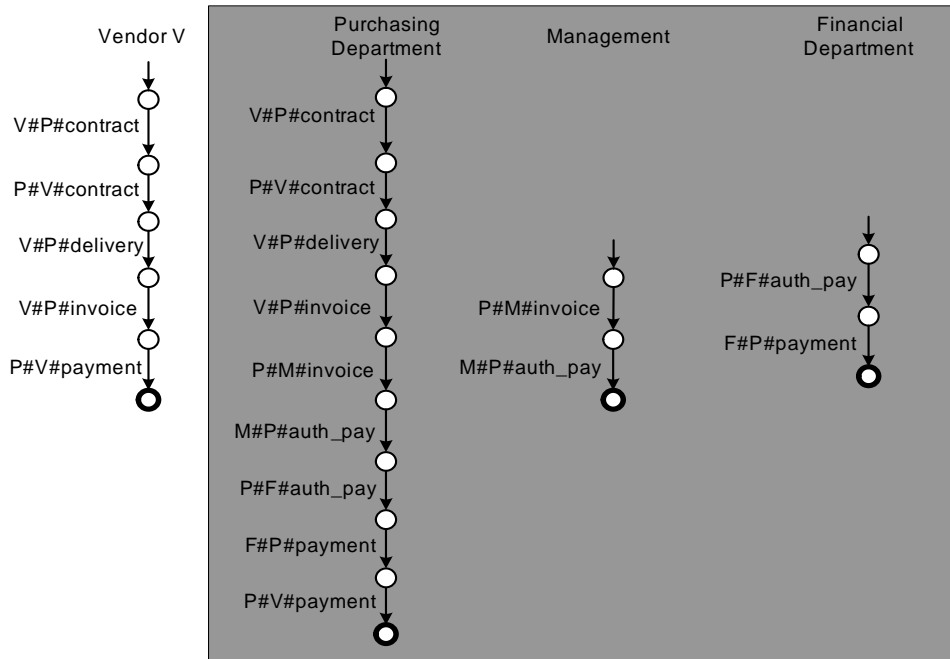 Vendor V
V#P#contract
P#V#contract
V#P#delivery
V#P#invoice
P#V#payment
Purchasing
Department
V#P#contract
P#V#contract
V#P#delivery
V#P#invoice
P#M#invoice
M#P#auth_pay
P#F#auth_pay
F#P#payment
P#V#payment
Management
P#M#invoice
M#P#auth_pay
Financial
Department
P#F#auth_pay
F#P#payment